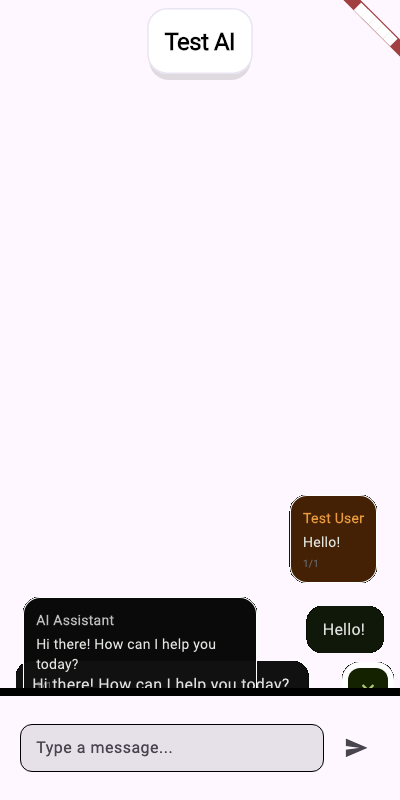 Test AI
Test User
Hello!
1/1
Hello!
AI Assistant
Hi there! How can I help you
today?
Hi there! How can I help you today?
Type a message...